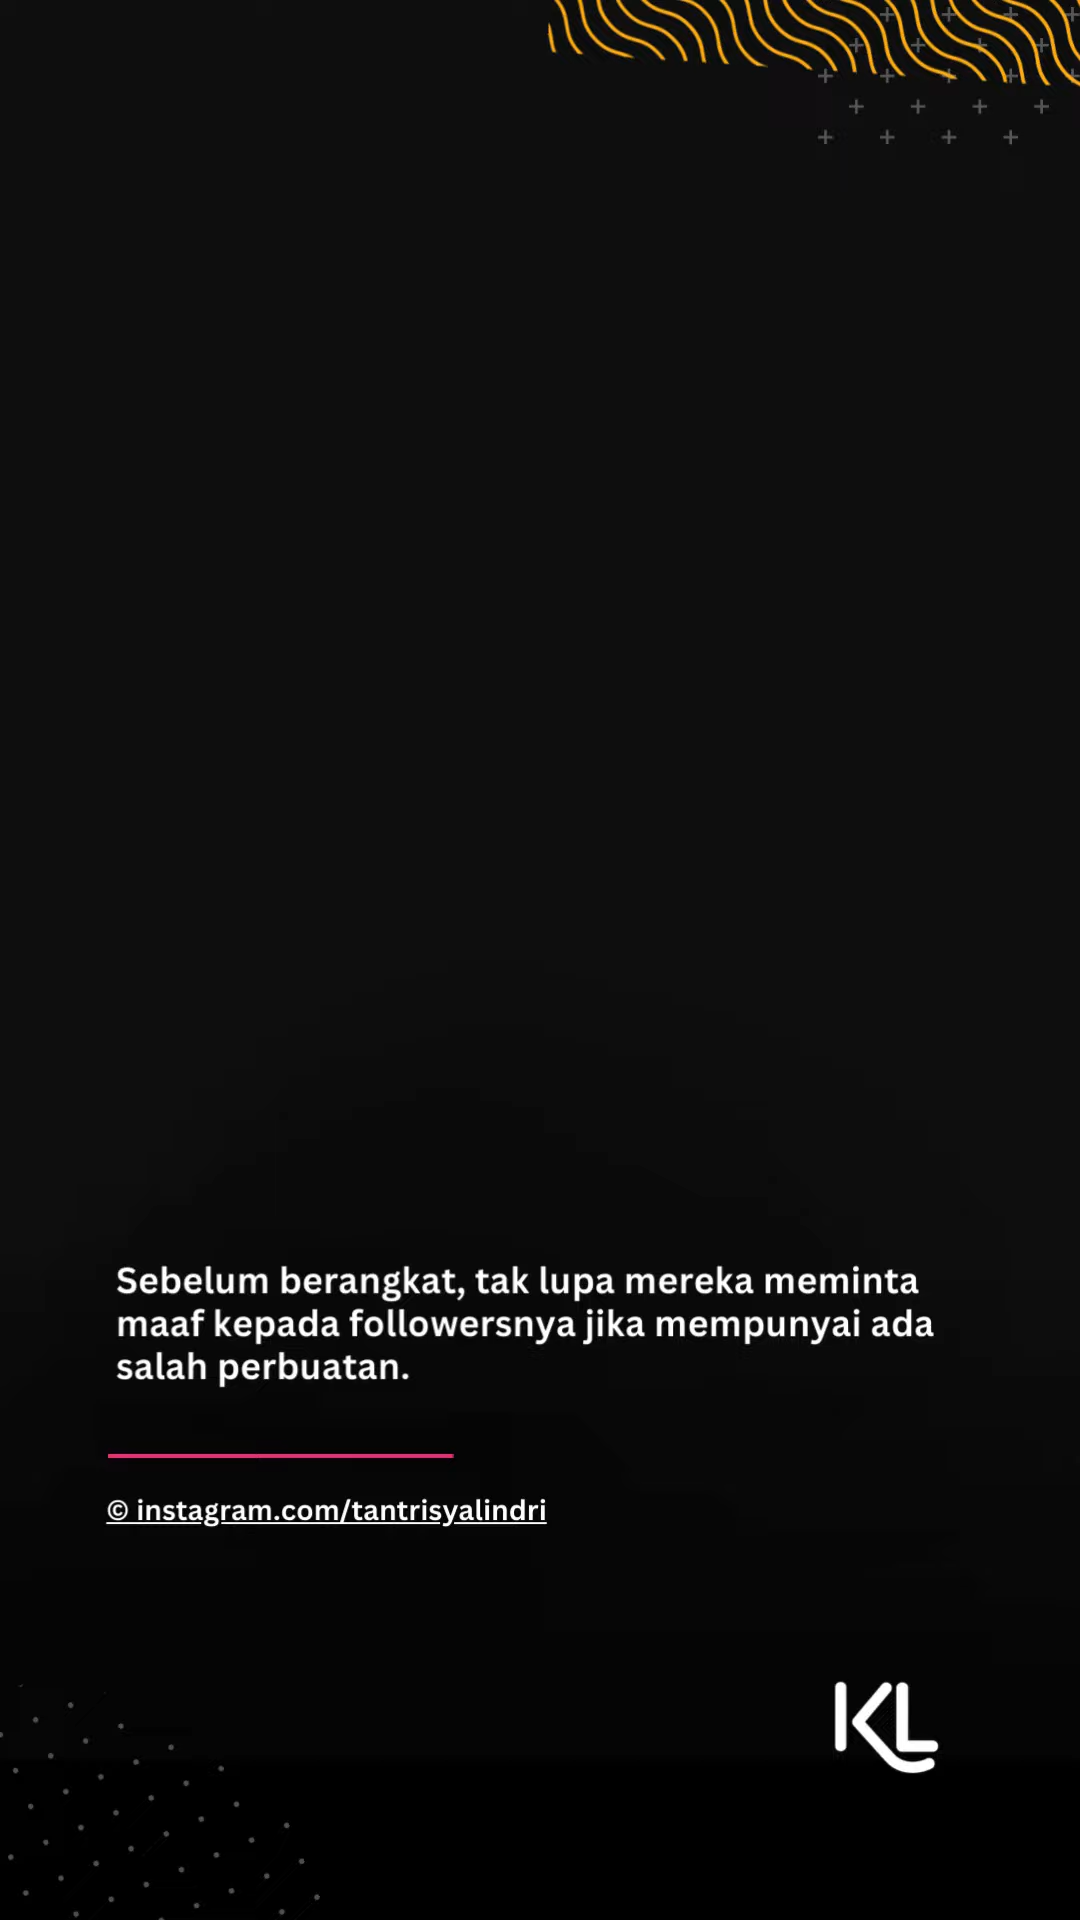 Sebelum berangkat, tak lupa mereka meminta
maaf kepada followersnya jika mempunyai ada
salah perbuatan.
© instagram.com/tantrisyalindri
KL